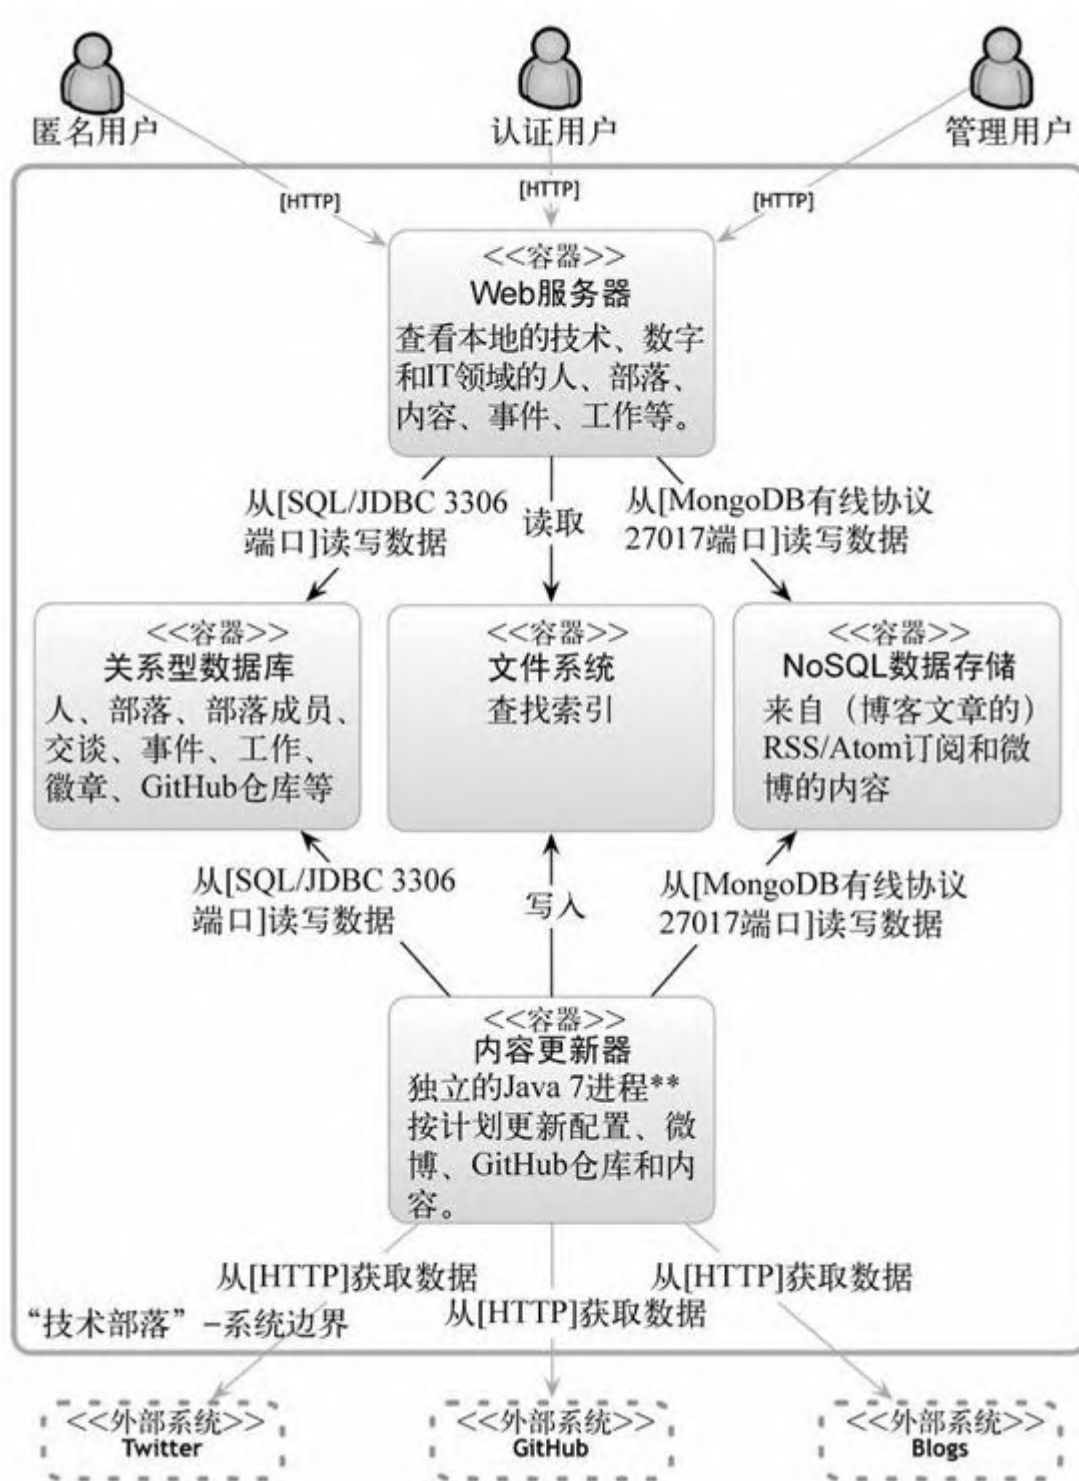 匿名用户
认证用户
管理用户
[HTTP]
[HTTP]
[HTTP]
<<容器>>
Web服务器
查看本地的技术、数字
和IT领域的人、部落、
内容、事件、工作等。
从[SQL/JDBC 3306
端口]读写数据
读取
从[MongoDB有线协议
27017端口]读写数据
<<容器>>
关系型数据库
人、部落、部落成员、
交谈、事件、工作、
徽章、GitHub仓库等
<<容器>>
文件系统
查找索引
<<容器>>
NoSQL数据存储
来自（博客文章的）
RSS/Atom订阅和微
博的内容
从[SQL/JDBC 3306
端口]读写数据
写入
从[MongoDB有线协议
27017端口]读写数据
<<容器>>
内容更新器
独立的Java 7进程**
按计划更新配置、微
博、GitHub仓库和内
容。
从[HTTP]获取数据
从[HTTP]获取数据
从[HTTP]获取数据
“技术部落”–系统边界
<<外部系统>>
Twitter
<<外部系统>>
GitHub
<<外部系统>>
Blogs